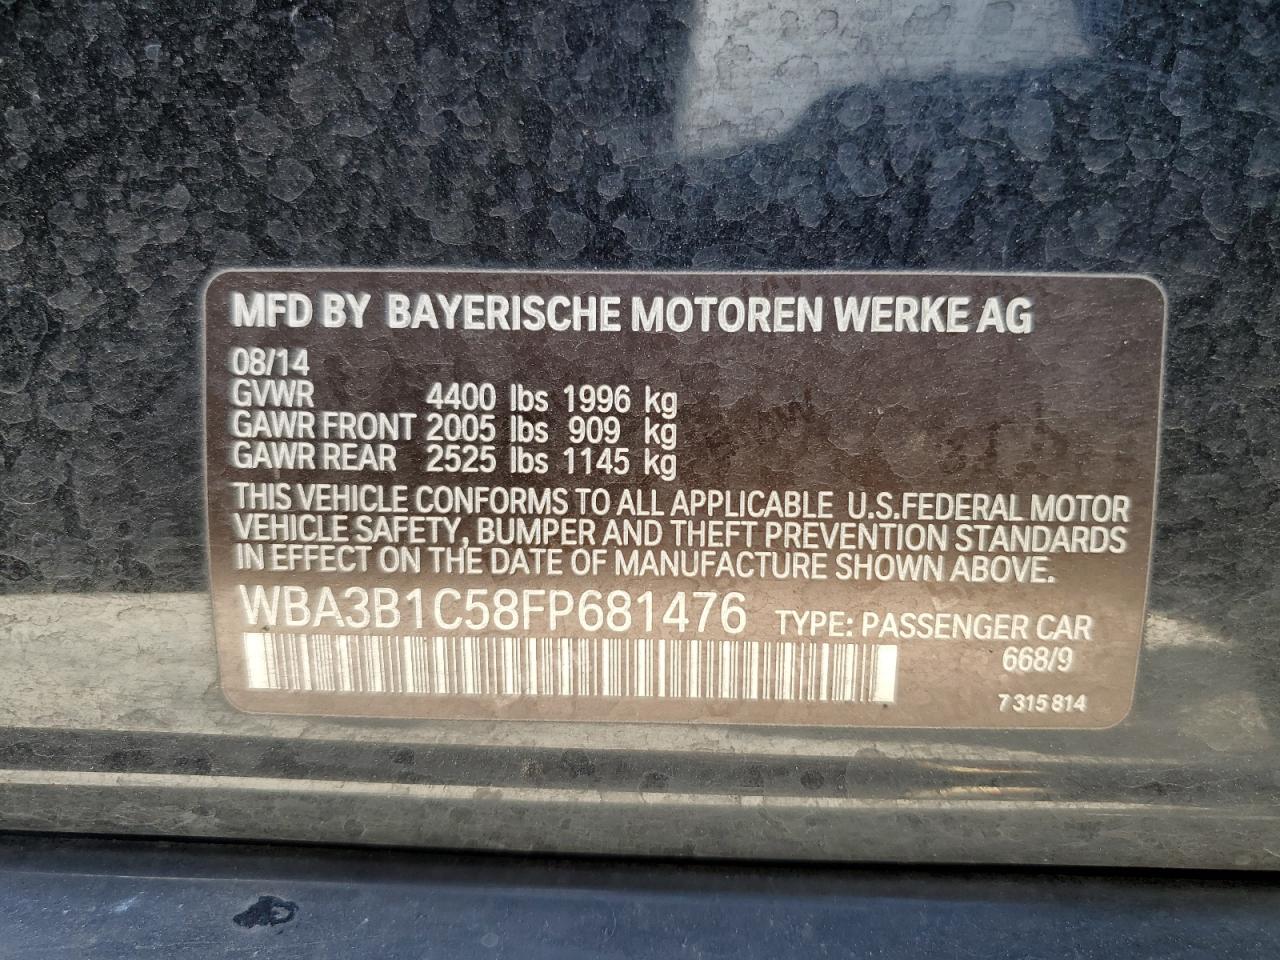 MFD BY BAYERISCHE MOTOREN WERKE AG
08/14
GVWR 4400 lbs 1996 kg
GAWR FRONT 2005 lbs 909 kg
GAWR REAR 2525 lbs 1145 kg
THIS VEHICLE CONFORMS TO ALL APPLICABLE U.S.FEDERAL MOTOR
VEHICLE SAFETY, BUMPER AND THEFT PREVENTION STANDARDS
IN EFFECT ON THE DATE OF MANUFACTURE SHOWN ABOVE.
WBA3B1C58FP681476 TYPE: PASSENGER CAR
668/9
7 315 814